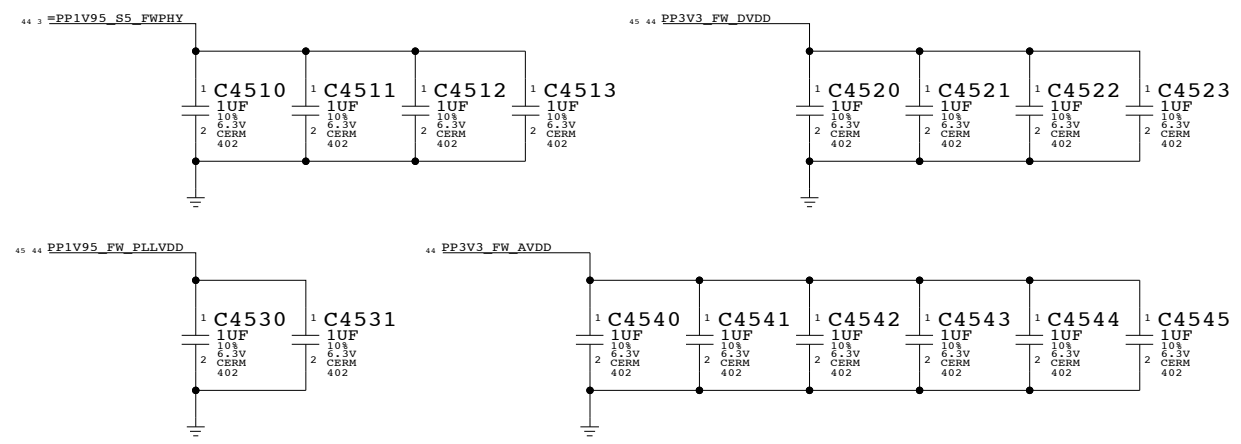 44 3 =PP1V95_S5_FWPHY
1 C4510
1UF
10%
6.3V
2 CERM
402
1 C4511
1UF
10%
6.3V
2 CERM
402
1 C4512
1UF
10%
6.3V
2 CERM
402
1 C4513
1UF
10%
6.3V
2 CERM
402
45 44 PP3V3_FW_DVDD
1 C4520
1UF
10%
6.3V
2 CERM
402
1 C4521
1UF
10%
6.3V
2 CERM
402
1 C4522
1UF
10%
6.3V
2 CERM
402
1 C4523
1UF
10%
6.3V
2 CERM
402
45 44 PP1V95_FW_PLLVDD
1 C4530
1UF
10%
6.3V
2 CERM
402
1 C4531
1UF
10%
6.3V
2 CERM
402
44 PP3V3_FW_AVDD
1 C4540
1UF
10%
6.3V
2 CERM
402
1 C4541
1UF
10%
6.3V
2 CERM
402
1 C4542
1UF
10%
6.3V
2 CERM
402
1 C4543
1UF
10%
6.3V
2 CERM
402
1 C4544
1UF
10%
6.3V
2 CERM
402
1 C4545
1UF
10%
6.3V
2 CERM
402